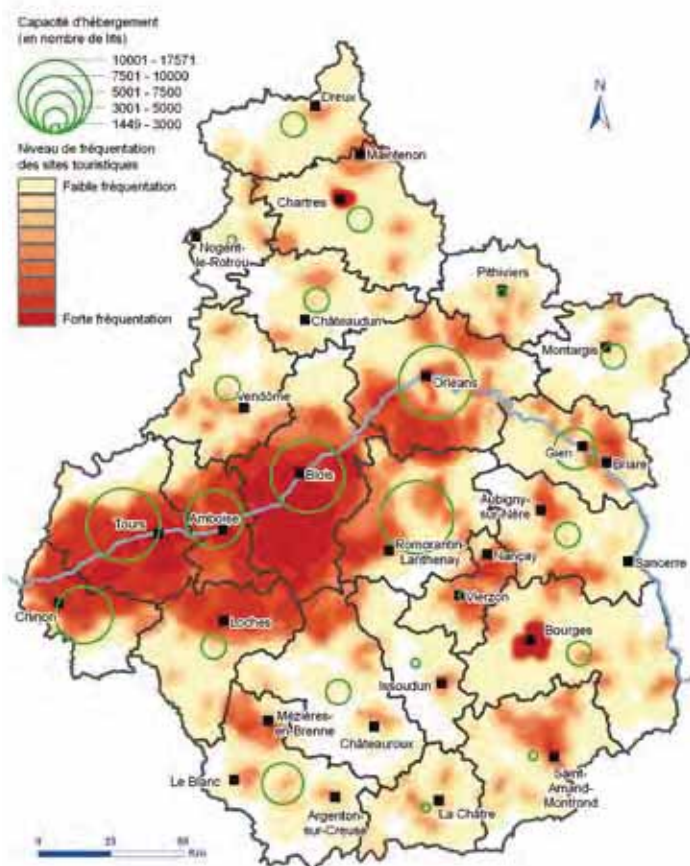 Capacité d'hébergement
(en nombre de lits)
10001 - 17571
7501 - 10000
5001 - 7500
3001 - 5000
1449 - 3000
Niveau de fréquentation
des sites touristiques
Faible fréquentation
Forte fréquentation
N
Dreux
Maintenon
Chartres
Nogent-
le-Rotrou
Pithiviers
Châteaudun
Montargis
Orléans
Vendôme
Gien
Briare
Blois
Aubigny-
sur-Nère
Tours
Amboise
Romorantin-
Lanthenay
Nançay
Sancerre
Chinon
Vierzon
Loches
Bourges
Issoudun
Mézières-
en-Brenne
Châteauroux
Saint-
Amand-
Montrond
Le Blanc
Argenton-
sur-Creuse
La Châtre
0
Km